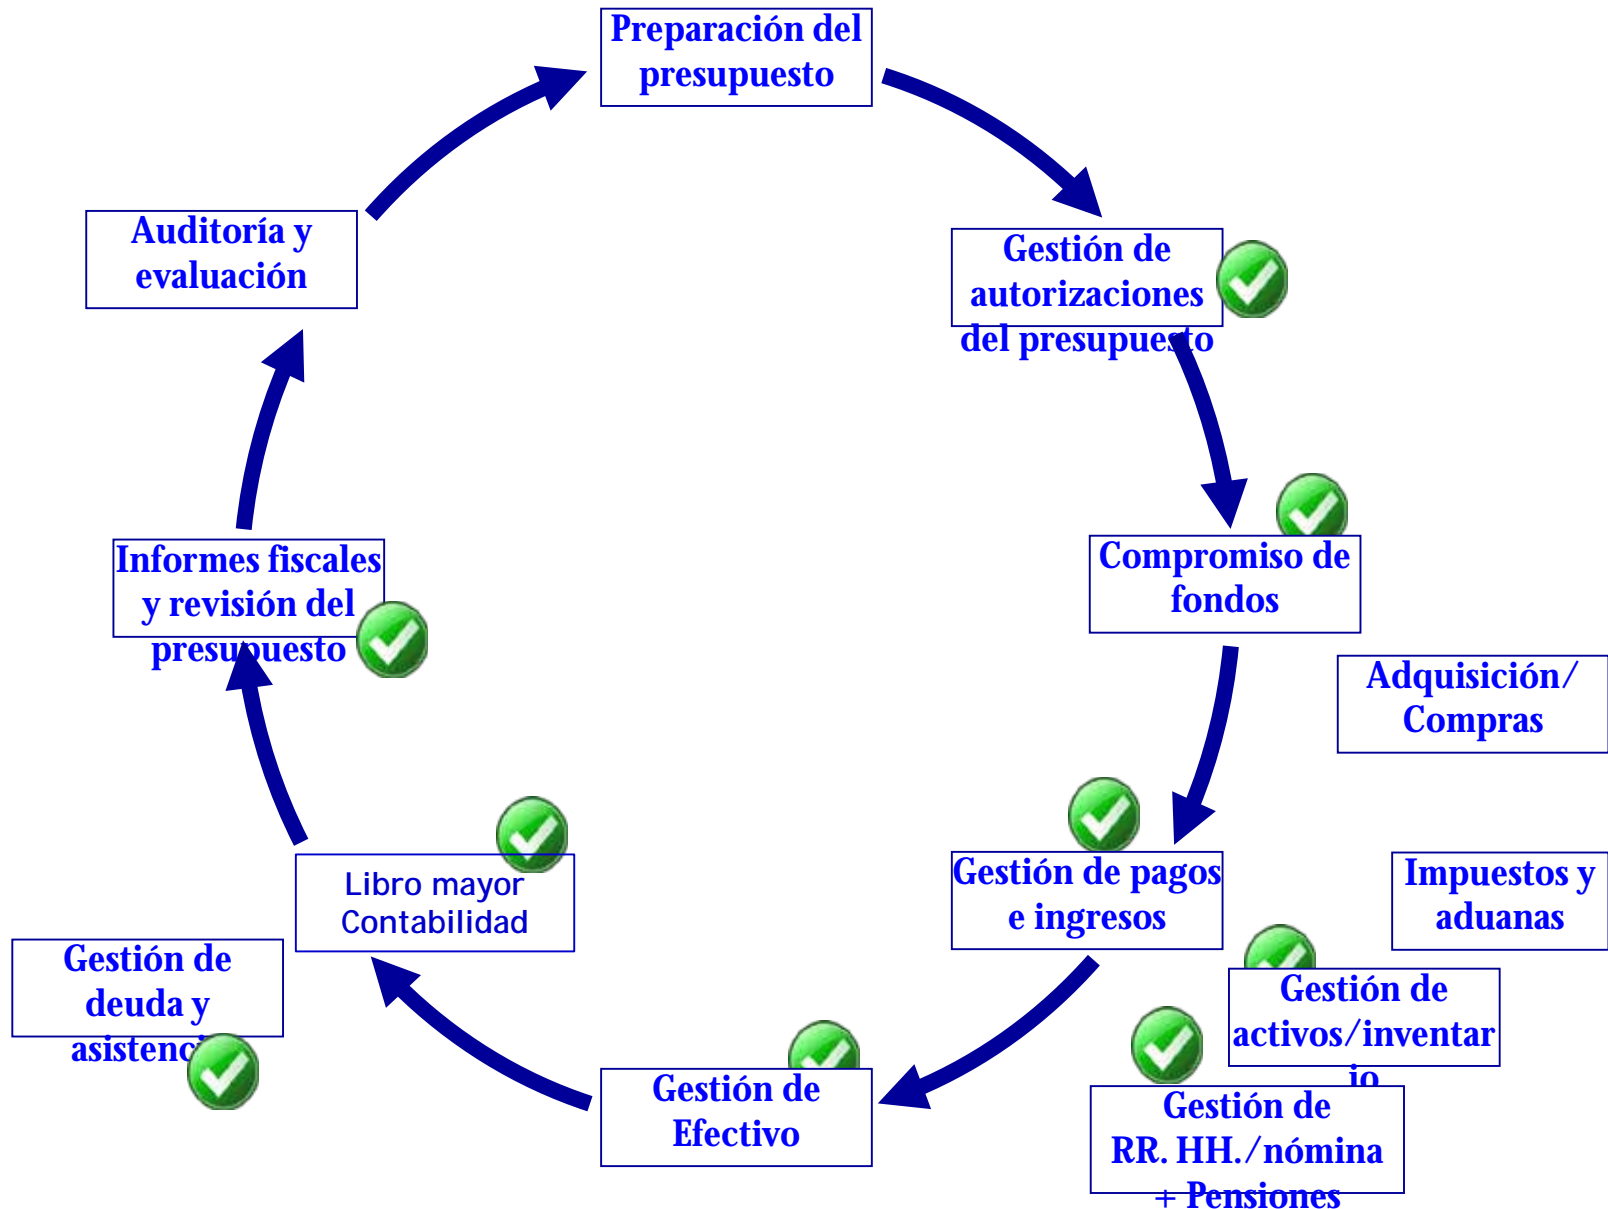 Preparación del
presupuesto
Auditoría y
evaluación
Gestión de
autorizaciones
del presupuesto
Informes fiscales
y revisión del
presupuesto
Compromiso de
fondos
Adquisición/
Compras
Libro mayor
Contabilidad
Gestión de pagos
e ingresos
Impuestos y
aduanas
Gestión de
deuda y
asistencia
Gestión de
activos/inventar
io
Gestión de
Efectivo
Gestión de
RR. HH./nómina
+ Pensiones